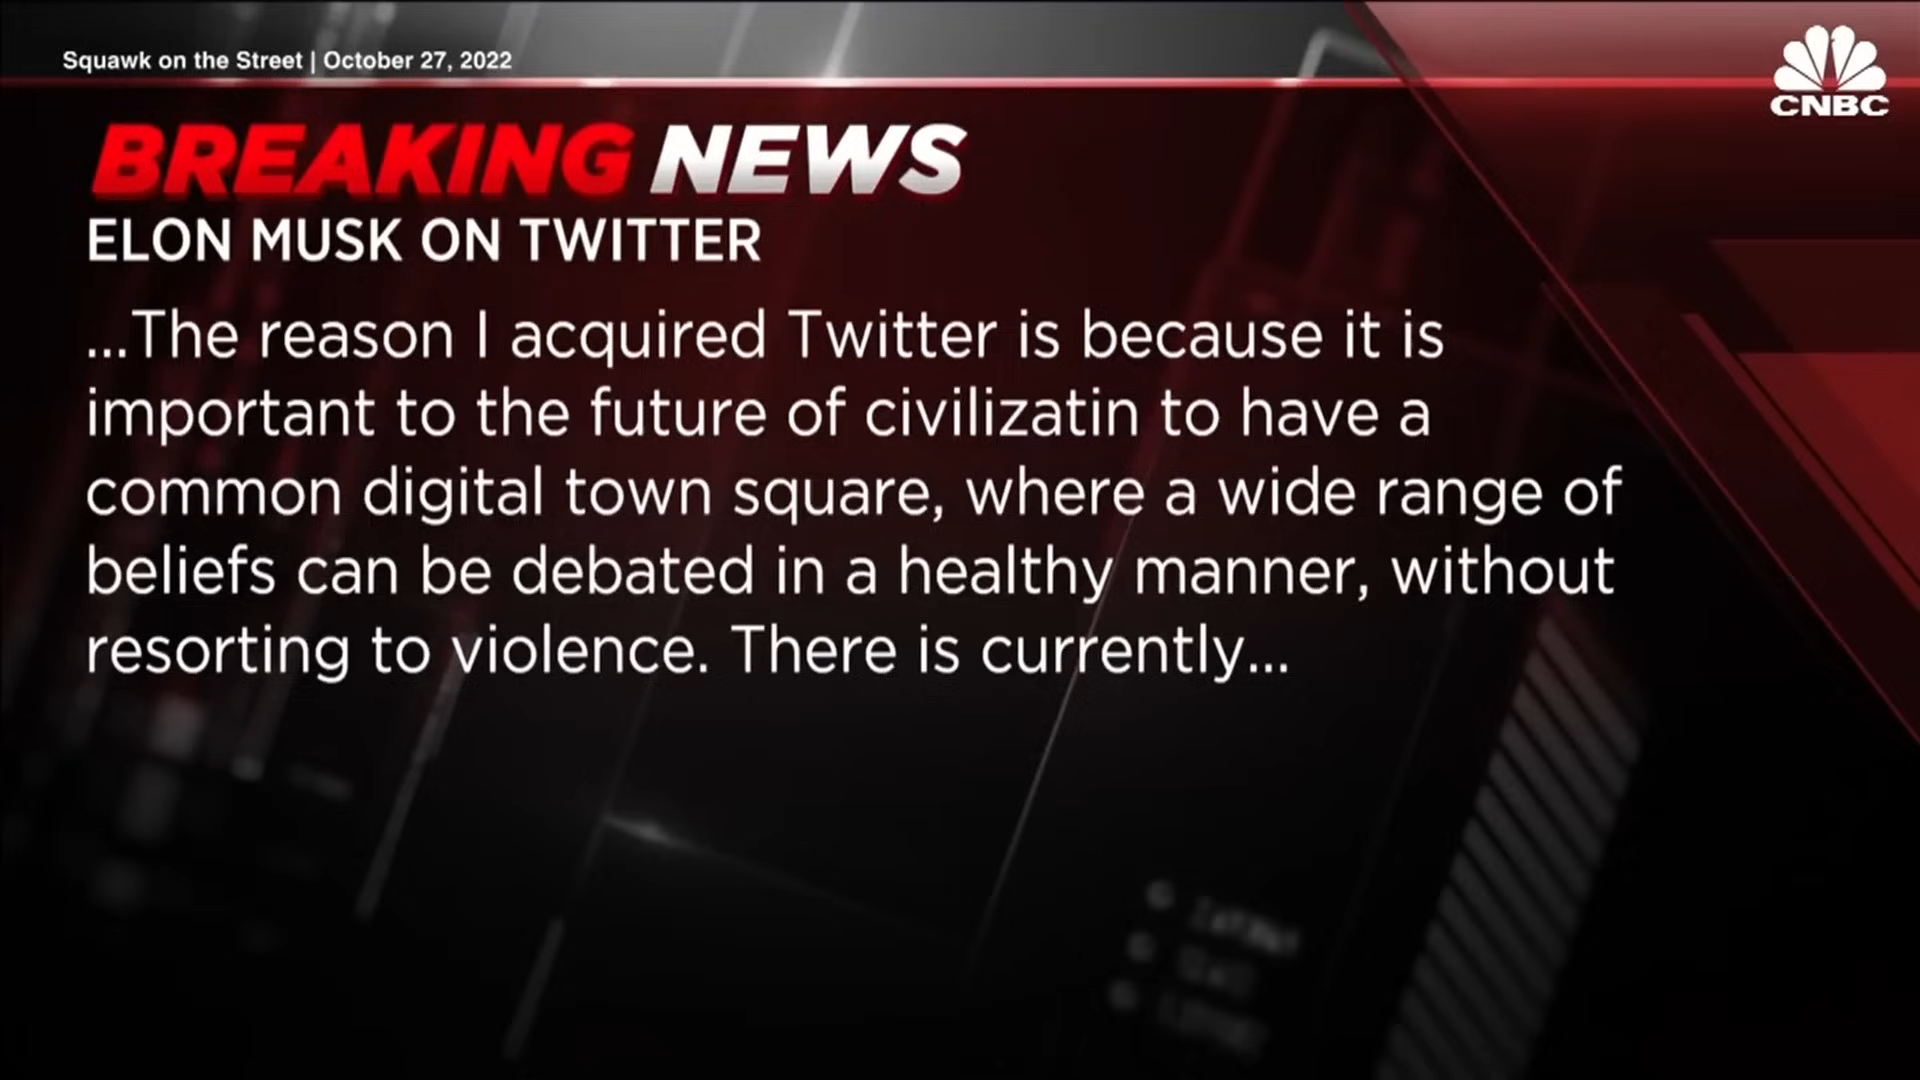 Squawk on the Street | October 27, 2022
CNBC
BREAKING NEWS
ELON MUSK ON TWITTER
...The reason I acquired Twitter is because it is
important to the future of civilizatin to have a
common digital town square, where a wide range of
beliefs can be debated in a healthy manner, without
resorting to violence. There is currently...